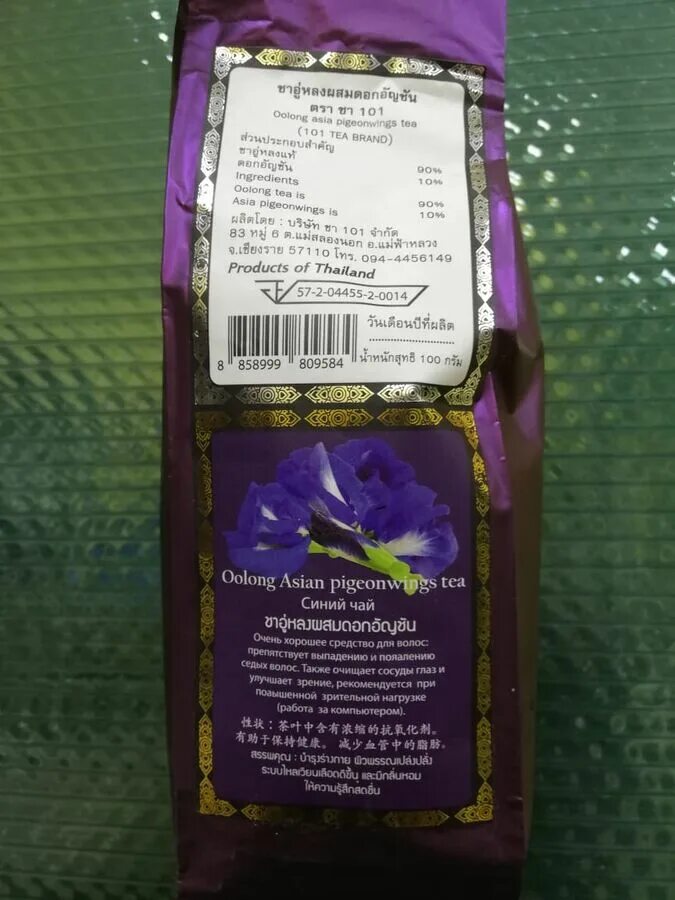 ชาอู่หลงผสมดอกอัญชัน
ตรา ชา 101
Oolong asia pigeonwings tea
(101 TEA BRAND)
ส่วนประกอบสำคัญ
ชาอู่หลงแท้ 90%
ดอกอัญชัน 10%
Ingredients
Oolong tea is 90%
Asia pigeonwings is 10%
ผลิตโดย : บริษัท ชา 101 จำกัด
83 หมู่ 6 ต.แม่สลองนอก อ.แม่ฟ้าหลวง
จ.เชียงราย 57110 โทร. 094-4456149
Products of Thailand
57-2-04455-2-0014
วันเดือนปีที่ผลิต
8 858999 809584
น้ำหนักสุทธิ 100 กรัม
Oolong Asian pigeonwings tea
Синий чай
ชาอู่หลงผสมดอกอัญชัน
Очень хорошее средство для волос:
препятствует выпадению и пояалению
седых волос. Также очищает сосуды глаз и
улучшает зрение, рекомендуется при
поаышенной зрительной нагрузке
(работа за компьютером).
性状：茶叶中含有浓缩的抗氧化剂。
有助于保持健康。 减少血管中的脂肪。
สรรพคุณ : บำรุงร่างกาย ผิวพรรณเปล่งปลั่ง
ระบบไหลเวียนเลือดดีขึ้น และมีกลิ่นหอม
ให้ความรู้สึกสดชื่น